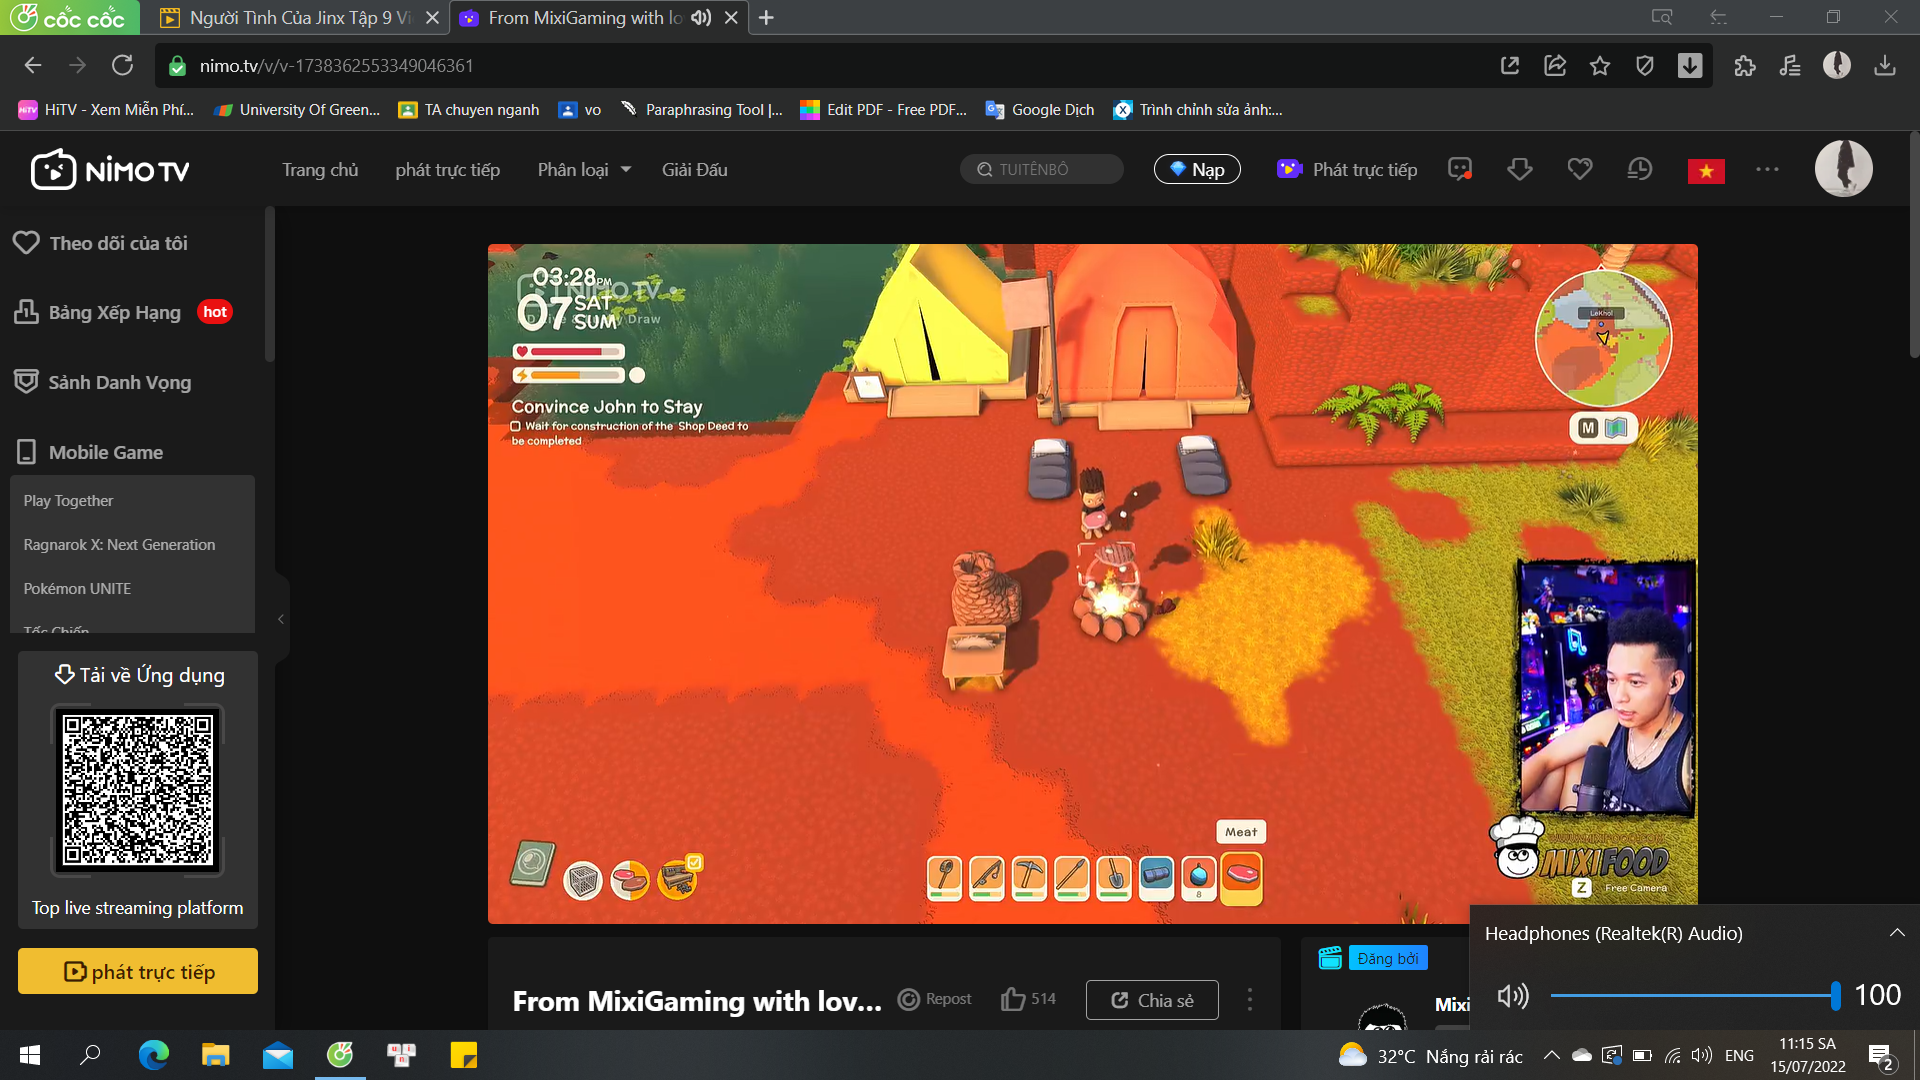 cốc cốc
Người Tình Của Jinx Tập 9 Vi
From MixiGaming with lo
nimo.tv/v/v-1738362553349046361
HiTV - Xem Miễn Phí...
University Of Green...
TA chuyen nganh
vo
Paraphrasing Tool |...
Edit PDF - Free PDF...
Google Dịch
Trình chỉnh sửa ảnh:...
NIMO TV
Trang chủ
phát trực tiếp
Phân loại
Giải Đấu
TUITÊNBÔ
Nạp
Phát trực tiếp
Theo dõi của tôi
Bảng Xếp Hạng
hot
Sảnh Danh Vọng
Mobile Game
Play Together
Ragnarok X: Next Generation
Pokémon UNITE
Tốc Chiến
Tải về Ứng dụng
Top live streaming platform
phát trực tiếp
03:28 PM
NIMO TV
07 SAT
SUM
Convince John to Stay
Wait for construction of the Shop Deed to
be completed
LeKhoi
M
Meat
8
MIXIFOOD
Z
Free Camera
From MixiGaming with lov...
Repost
514
Chia sẻ
Đăng bởi
Mixi
Headphones (Realtek(R) Audio)
100
32°C Nắng rải rác
ENG
11:15 SA
15/07/2022
2